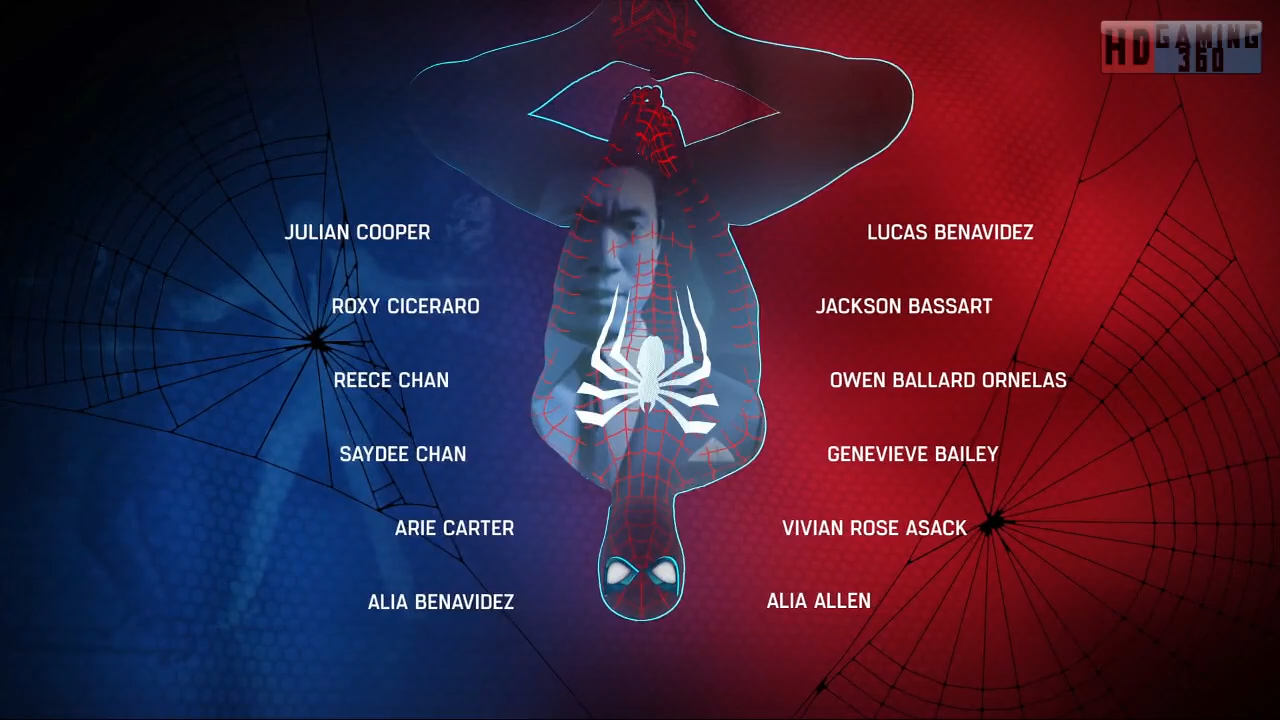 HD GAMING 360
JULIAN COOPER
LUCAS BENAVIDEZ
ROXY CICERARO
JACKSON BASSART
REECE CHAN
OWEN BALLARD ORNELAS
SAYDEE CHAN
GENEVIEVE BAILEY
ARIE CARTER
VIVIAN ROSE ASACK
ALIA BENAVIDEZ
ALIA ALLEN